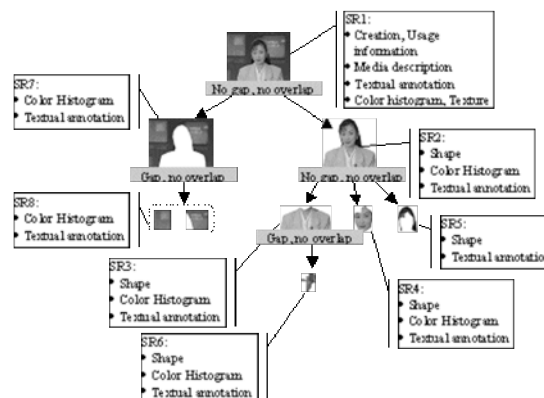 SR1:
• Creation, Usage
information
• Media description
• Textual annotation
• Color histogram, Texture
No gap, no overlap
SR7:
• Color Histogram
• Textual annotation
SR2:
• Shape
• Color Histogram
• Textual annotation
Gap, no overlap
No gap, no overlap
SR8:
• Color Histogram
• Textual annotation
SR5:
• Shape
• Textual annotation
Gap, no overlap
SR3:
• Shape
• Color Histogram
• Textual annotation
SR4:
• Shape
• Color Histogram
• Textual annotation
SR6:
• Shape
• Color Histogram
• Textual annotation